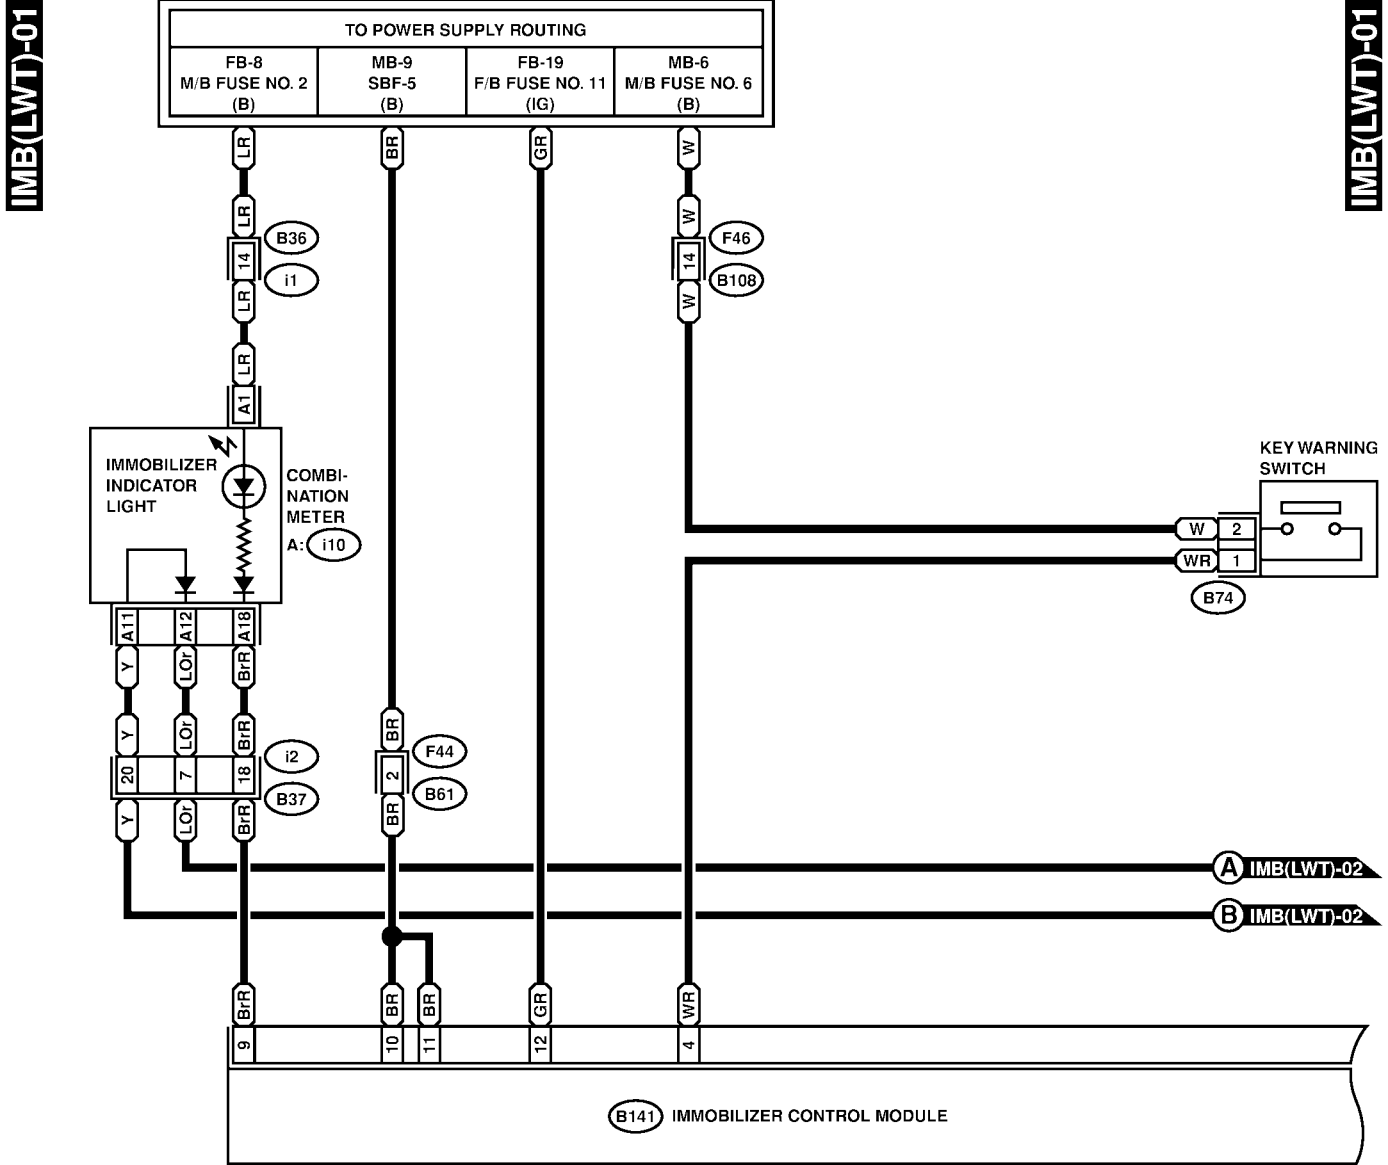 IMB(LWT)-01
IMB(LWT)-01
TO POWER SUPPLY ROUTING
FB-8
M/B FUSE NO. 2
(B)
MB-9
SBF-5
(B)
FB-19
F/B FUSE NO. 11
(IG)
MB-6
M/B FUSE NO. 6
(B)
LR
BR
GR
W
LR
W
B36
F46
14
14
i1
B108
LR
W
LR
A1
IMMOBILIZER
INDICATOR
LIGHT
COMBI-
NATION
METER
A: i10
KEY WARNING
SWITCH
W 2
WR 1
B74
A11
A12
A18
Y
LOr
BrR
Y
LOr
BrR
BR
F44
i2
20
7
18
2
B37
B61
Y
LOr
BrR
BR
A IMB(LWT)-02
B IMB(LWT)-02
BrR
BR
BR
GR
WR
9
10
11
12
4
B141 IMMOBILIZER CONTROL MODULE